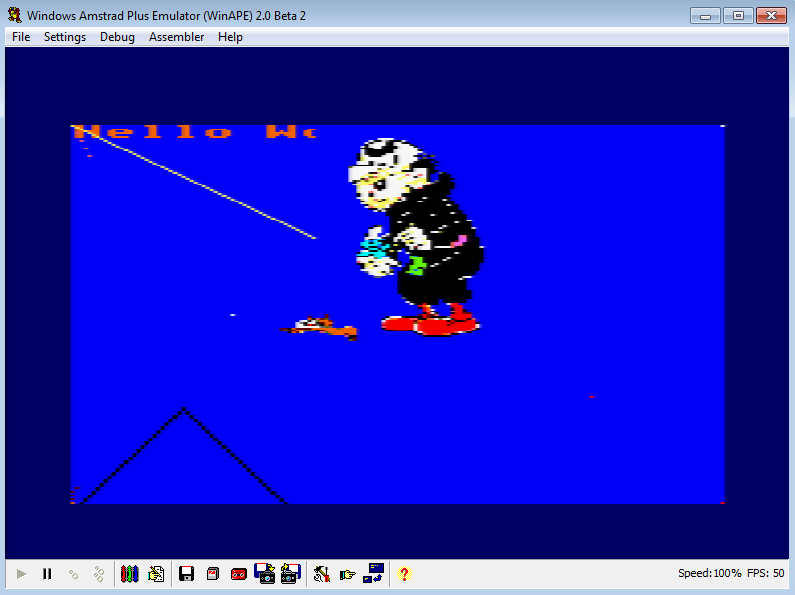 Windows Amstrad Plus Emulator (WinAPE) 2.0 Beta 2
File Settings Debug Assembler Help
Hello Wo
Speed:100% FPS: 50